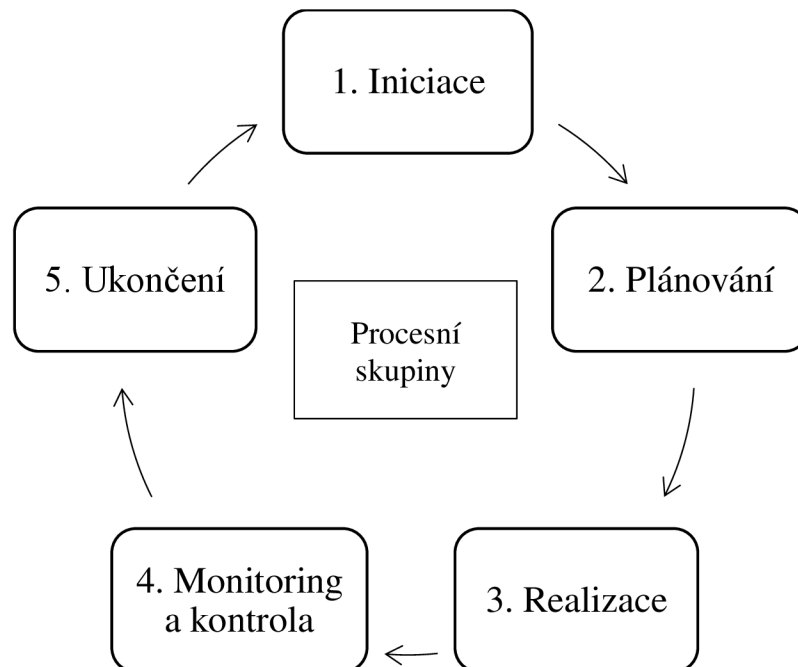 1. Iniciace
2. Plánování
3. Realizace
4. Monitoring
a kontrola
5. Ukončení
Procesní
skupiny